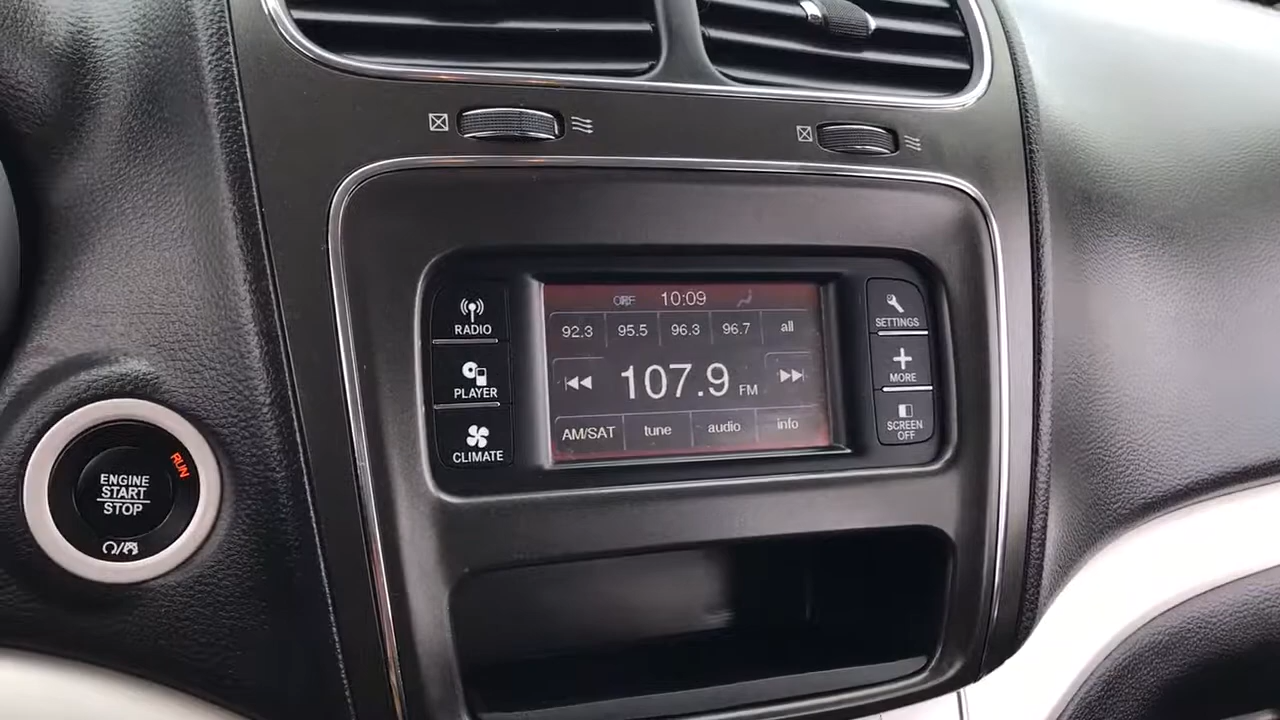 OFF 10:09
92.3 95.5 96.3 96.7 all
107.9 FM
AM/SAT tune audio info
RADIO
PLAYER
CLIMATE
SETTINGS
MORE
SCREEN
OFF
ENGINE
START
STOP
RUN